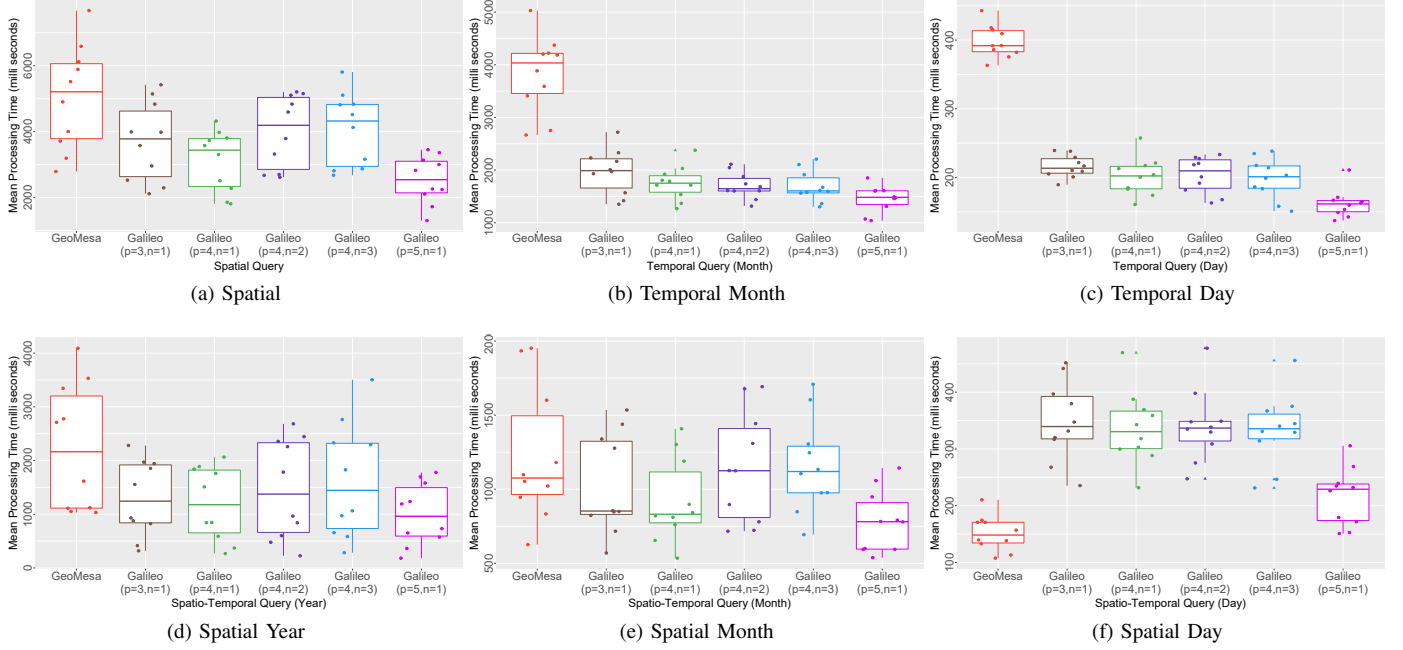 Mean Processing Time (milli seconds)
6000
4000
2000
GeoMesa
Galileo
(p=3,n=1)
Galileo
(p=4,n=1)
Galileo
(p=4,n=2)
Galileo
(p=4,n=3)
Galileo
(p=5,n=1)
Spatial Query
(a) Spatial
Mean Processing Time (milli seconds)
5000
4000
3000
2000
1000
GeoMesa
Galileo
(p=3,n=1)
Galileo
(p=4,n=1)
Galileo
(p=4,n=2)
Galileo
(p=4,n=3)
Galileo
(p=5,n=1)
Temporal Query (Month)
(b) Temporal Month
Mean Processing Time (milli seconds)
400
200
GeoMesa
Galileo
(p=3,n=1)
Galileo
(p=4,n=1)
Galileo
(p=4,n=2)
Galileo
(p=4,n=3)
Galileo
(p=5,n=1)
Temporal Query (Day)
(c) Temporal Day
Mean Processing Time (milli seconds)
4000
3000
2000
1000
0
GeoMesa
Galileo
(p=3,n=1)
Galileo
(p=4,n=1)
Galileo
(p=4,n=2)
Galileo
(p=4,n=3)
Galileo
(p=5,n=1)
Spatio-Temporal Query (Year)
(d) Spatial Year
Mean Processing Time (milli seconds)
200
1500
1000
500
GeoMesa
Galileo
(p=3,n=1)
Galileo
(p=4,n=1)
Galileo
(p=4,n=2)
Galileo
(p=4,n=3)
Galileo
(p=5,n=1)
Spatio-Temporal Query (Month)
(e) Spatial Month
Mean Processing Time (milli seconds)
400
300
200
100
GeoMesa
Galileo
(p=3,n=1)
Galileo
(p=4,n=1)
Galileo
(p=4,n=2)
Galileo
(p=4,n=3)
Galileo
(p=5,n=1)
Spatio-Temporal Query (Day)
(f) Spatial Day